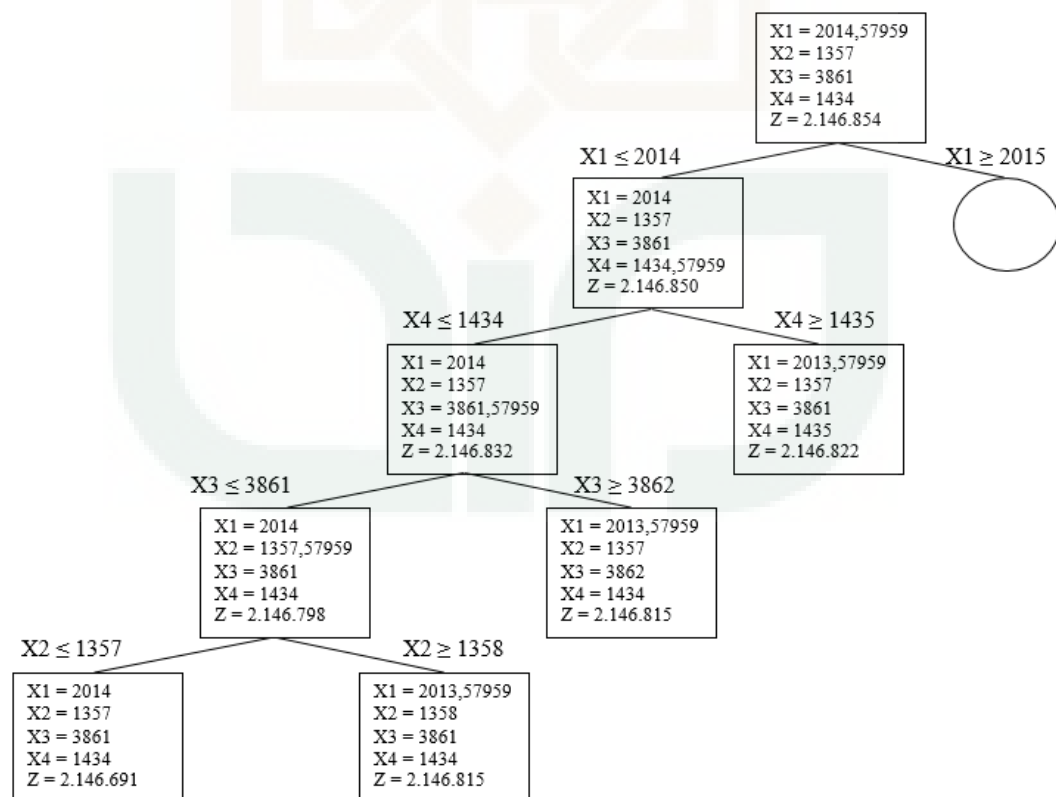 X1 = 2014,57959
X2 = 1357
X3 = 3861
X4 = 1434
Z = 2.146.854
X1 ≤ 2014
X1 ≥ 2015
X1 = 2014
X2 = 1357
X3 = 3861
X4 = 1434,57959
Z = 2.146.850
X4 ≤ 1434
X4 ≥ 1435
X1 = 2014
X2 = 1357
X3 = 3861,57959
X4 = 1434
Z = 2.146.832
X1 = 2013,57959
X2 = 1357
X3 = 3861
X4 = 1435
Z = 2.146.822
X3 ≤ 3861
X3 ≥ 3862
X1 = 2014
X2 = 1357,57959
X3 = 3861
X4 = 1434
Z = 2.146.798
X1 = 2013,57959
X2 = 1357
X3 = 3862
X4 = 1434
Z = 2.146.815
X2 ≤ 1357
X2 ≥ 1358
X1 = 2014
X2 = 1357
X3 = 3861
X4 = 1434
Z = 2.146.691
X1 = 2013,57959
X2 = 1358
X3 = 3861
X4 = 1434
Z = 2.146.815